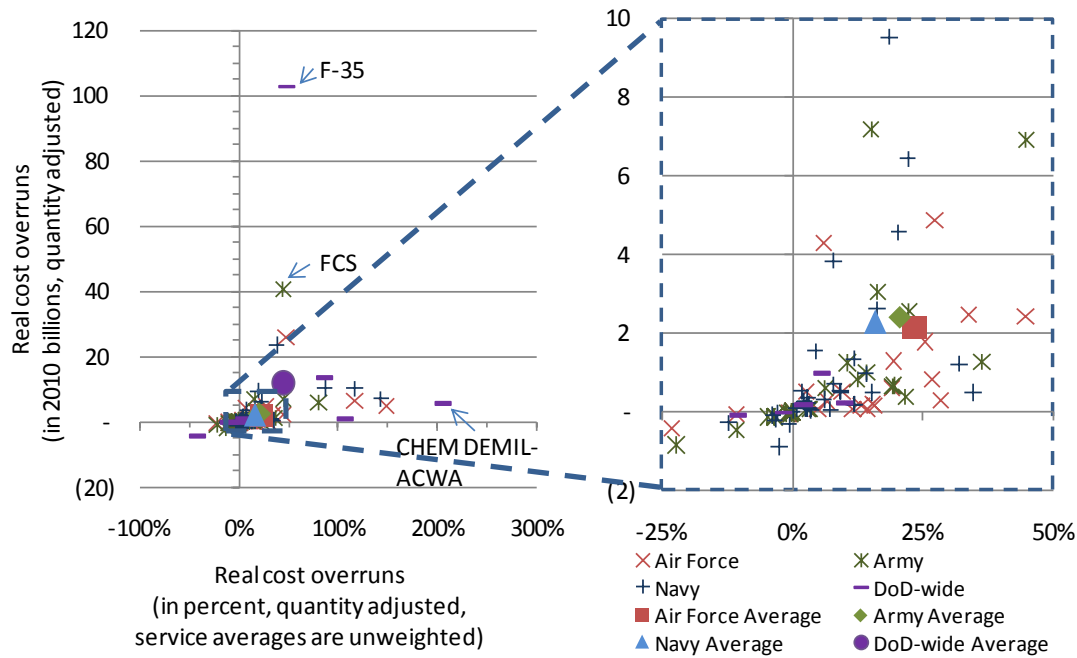 Real cost overruns
(in 2010 billions, quantity adjusted)
120
100
80
60
40
20
-
(20)
F-35
FCS
CHEM DEMIL-
ACWA
-100%
0%
100%
200%
300%
Real cost overruns
(in percent, quantity adjusted,
service averages are unweighted)
10
8
6
4
2
-
(2)
-25%
0%
25%
50%
Air Force
Army
Navy
DoD-wide
Air Force Average
Army Average
Navy Average
DoD-wide Average